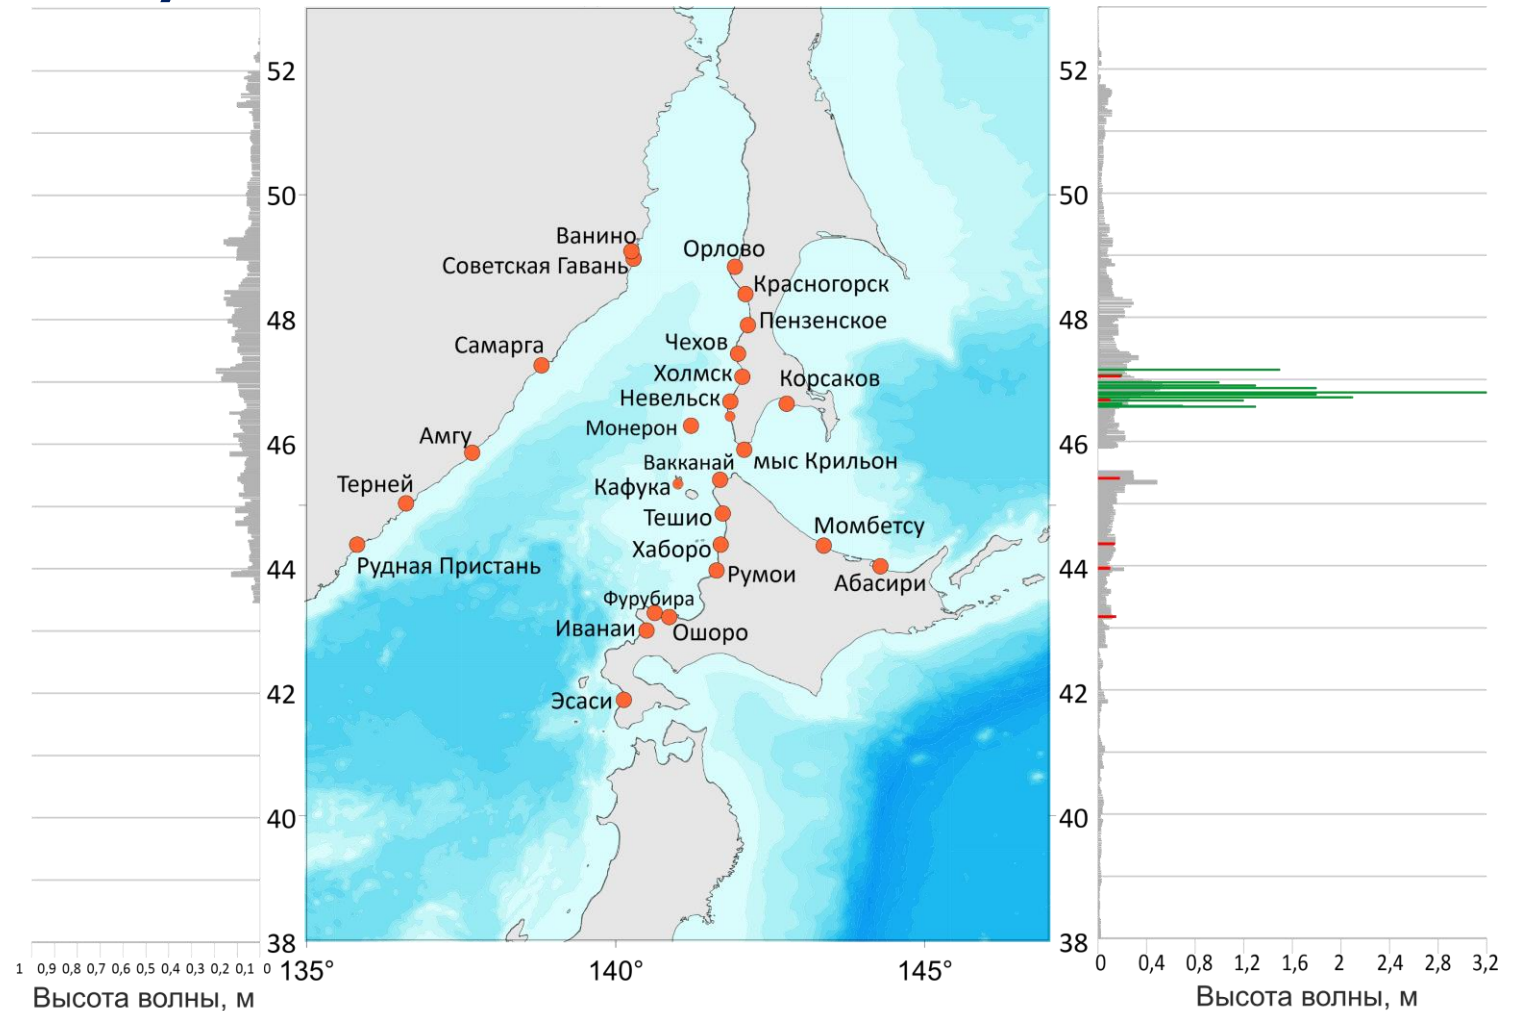 52
52
50
50
Ванино
Орлово
Советская Гавань
Красногорск
48
Пензенское
48
Чехов
Самарга
Холмск
Корсаков
Невельск
Монерон
46
Амгу
46
Вакканай
мыс Крильон
Терней
Кафука
Тешио
Момбетсу
Хаборо
44
Рудная Пристань
Румои
Абасири
44
Фурубира
Иванаи
Ошоро
42
Эсаси
42
40
40
38
38
1 0,9 0,8 0,7 0,6 0,5 0,4 0,3 0,2 0,1 0
135° 140° 145°
0 0,4 0,8 1,2 1,6 2 2,4 2,8 3,2
Высота волны, м
Высота волны, м